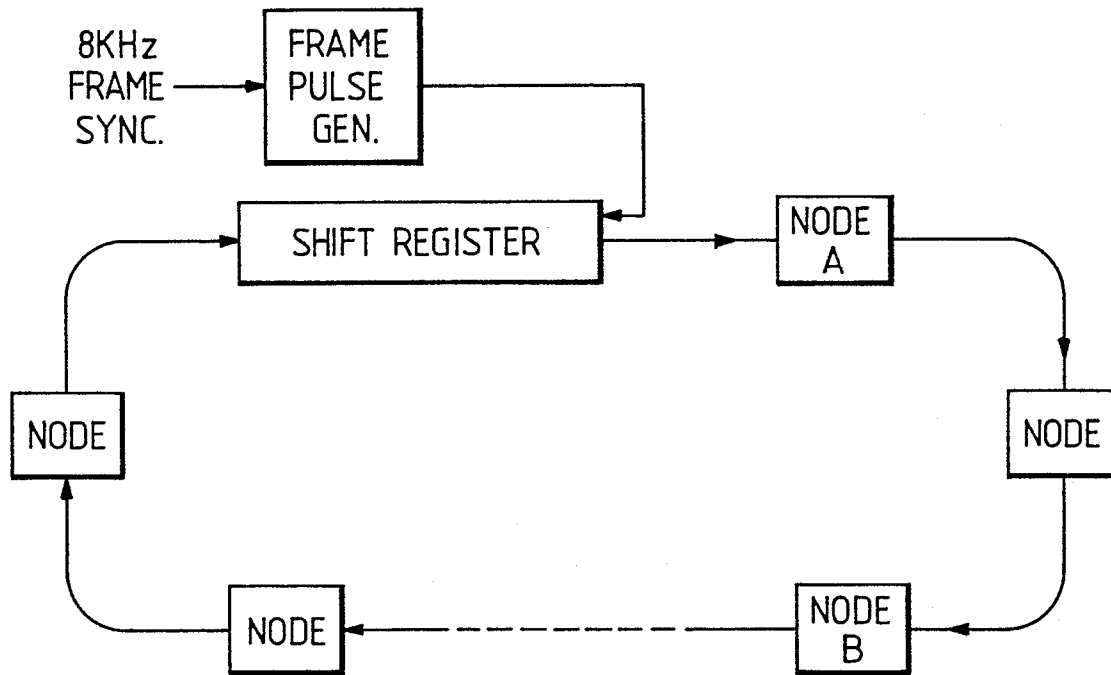 8KHz
FRAME
SYNC.
FRAME
PULSE
GEN.
SHIFT REGISTER
NODE
A
NODE
NODE
NODE
B
NODE